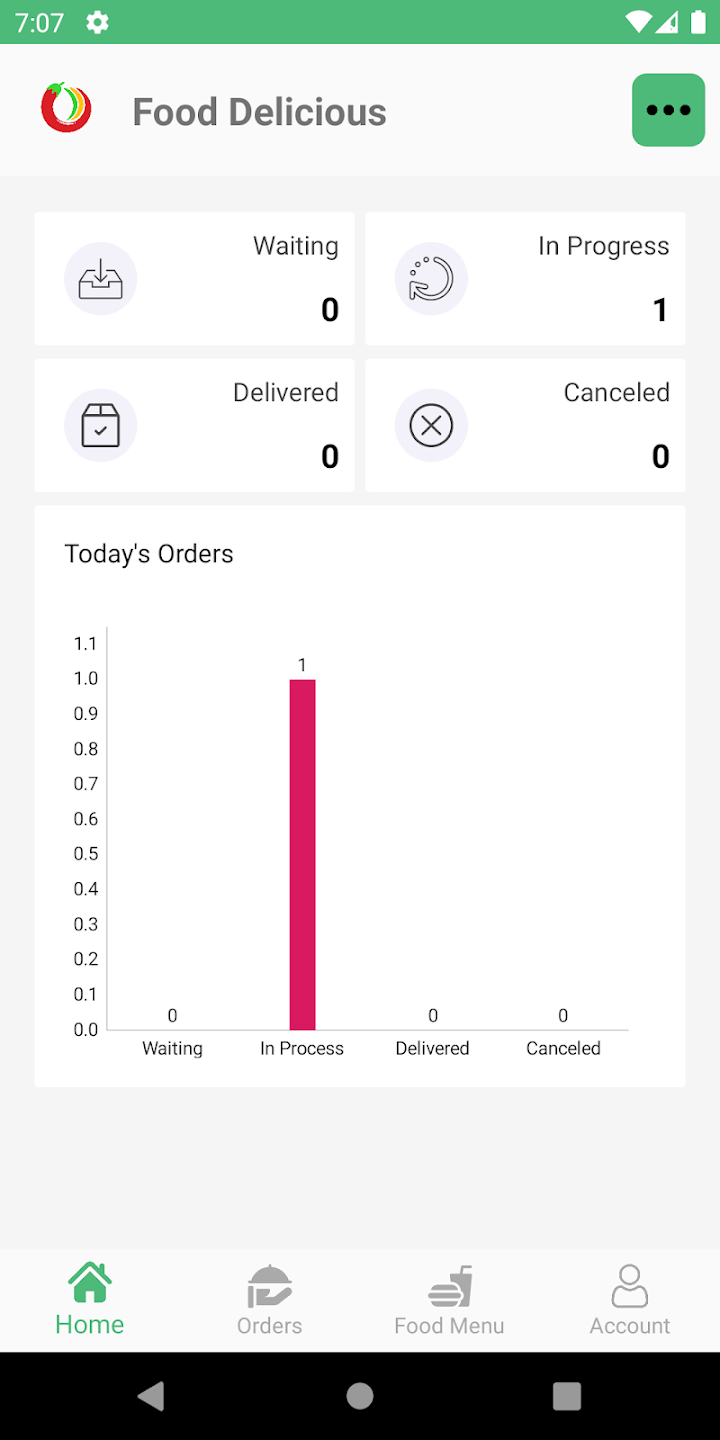 7:07
Food Delicious
Waiting
0
In Progress
1
Delivered
0
Canceled
0
Today's Orders
1.1
1.0
0.9
0.8
0.7
0.6
0.5
0.4
0.3
0.2
0.1
0.0
0
1
0
0
Waiting In Process Delivered Canceled
Home Orders Food Menu Account